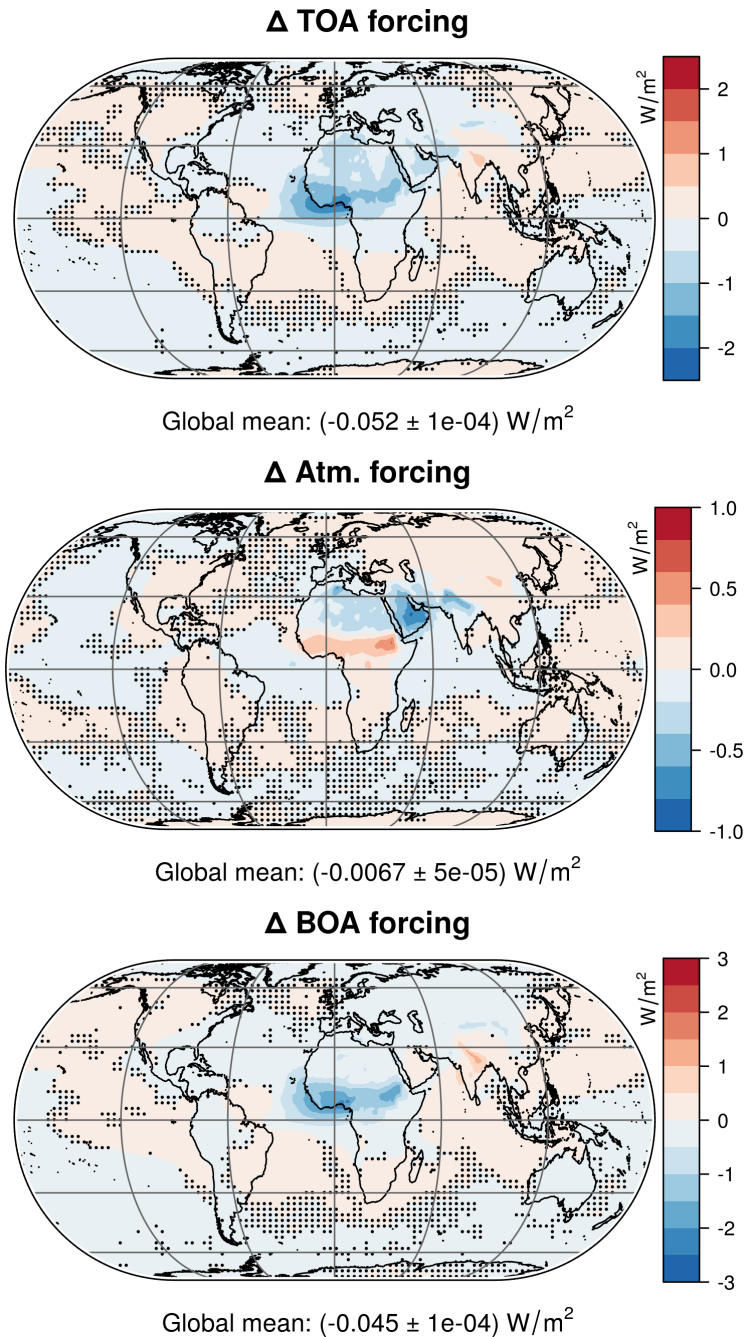 Δ TOA forcing
W/m²
2
1
0
-1
-2
Global mean: (-0.052 ± 1e-04) W/m²
Δ Atm. forcing
W/m²
1.0
0.5
0.0
-0.5
-1.0
Global mean: (-0.0067 ± 5e-05) W/m²
Δ BOA forcing
W/m²
3
2
1
0
-1
-2
-3
Global mean: (-0.045 ± 1e-04) W/m²